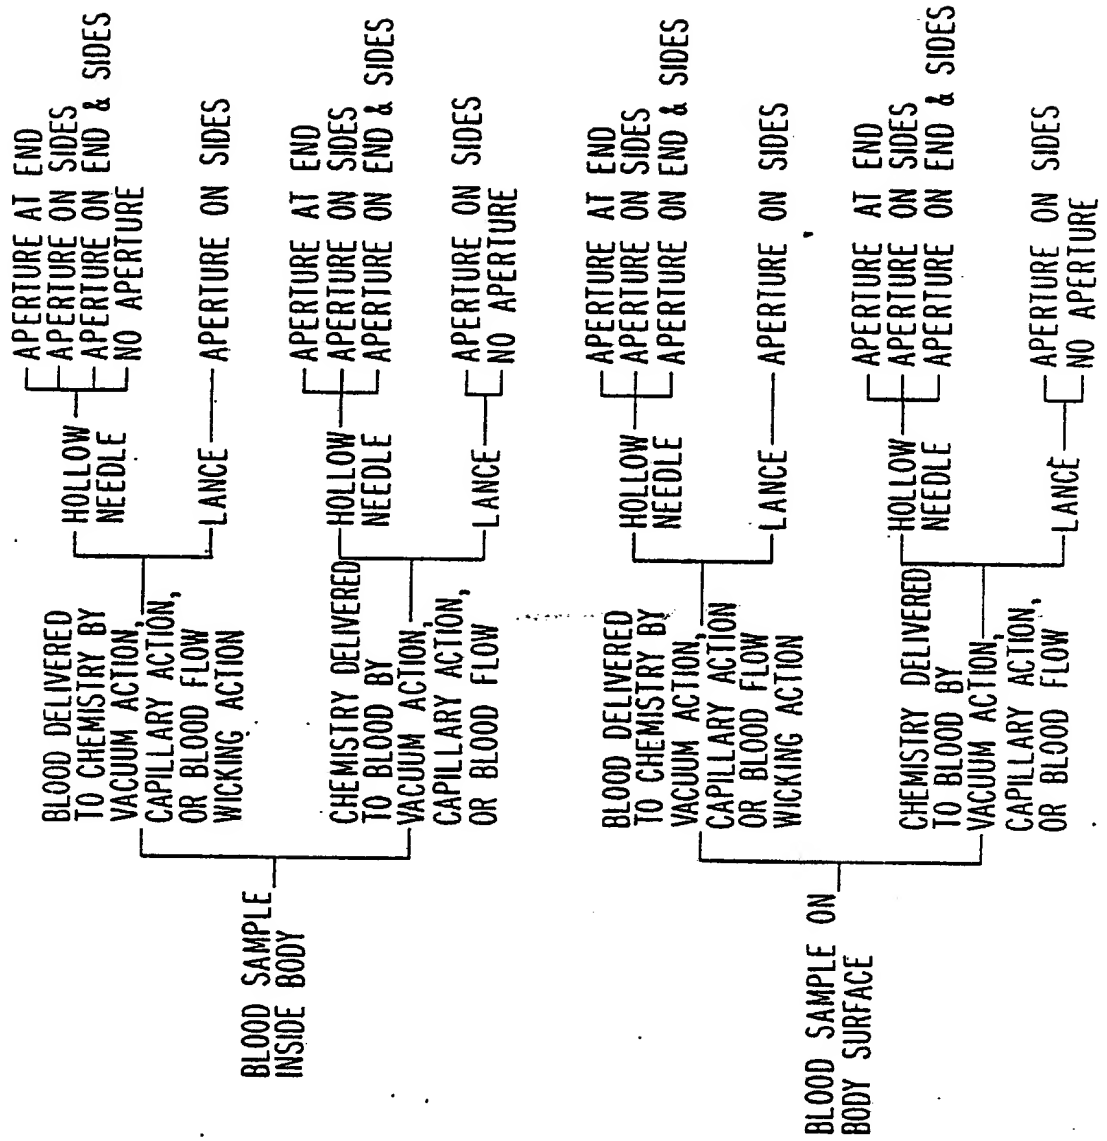 BLOOD SAMPLE
INSIDE BODY
BLOOD DELIVERED
TO CHEMISTRY BY
VACUUM ACTION,
CAPILLARY ACTION,
OR BLOOD FLOW
WICKING ACTION
HOLLOW
NEEDLE
APERTURE AT END
APERTURE ON SIDES
APERTURE ON END & SIDES
NO APERTURE
LANCE
APERTURE ON SIDES
CHEMISTRY DELIVERED
TO BLOOD BY
VACUUM ACTION,
CAPILLARY ACTION,
OR BLOOD FLOW
HOLLOW
NEEDLE
APERTURE AT END
APERTURE ON SIDES
APERTURE ON END & SIDES
LANCE
APERTURE ON SIDES
NO APERTURE
BLOOD SAMPLE ON
BODY SURFACE
BLOOD DELIVERED
TO CHEMISTRY BY
VACUUM ACTION,
CAPILLARY ACTION
OR BLOOD FLOW
WICKING ACTION
HOLLOW
NEEDLE
APERTURE AT END
APERTURE ON SIDES
APERTURE ON END & SIDES
LANCE
APERTURE ON SIDES
CHEMISTRY DELIVERED
TO BLOOD BY
VACUUM ACTION,
CAPILLARY ACTION,
OR BLOOD FLOW
HOLLOW
NEEDLE
APERTURE AT END
APERTURE ON SIDES
APERTURE ON END & SIDES
LANCE
APERTURE ON SIDES
NO APERTURE